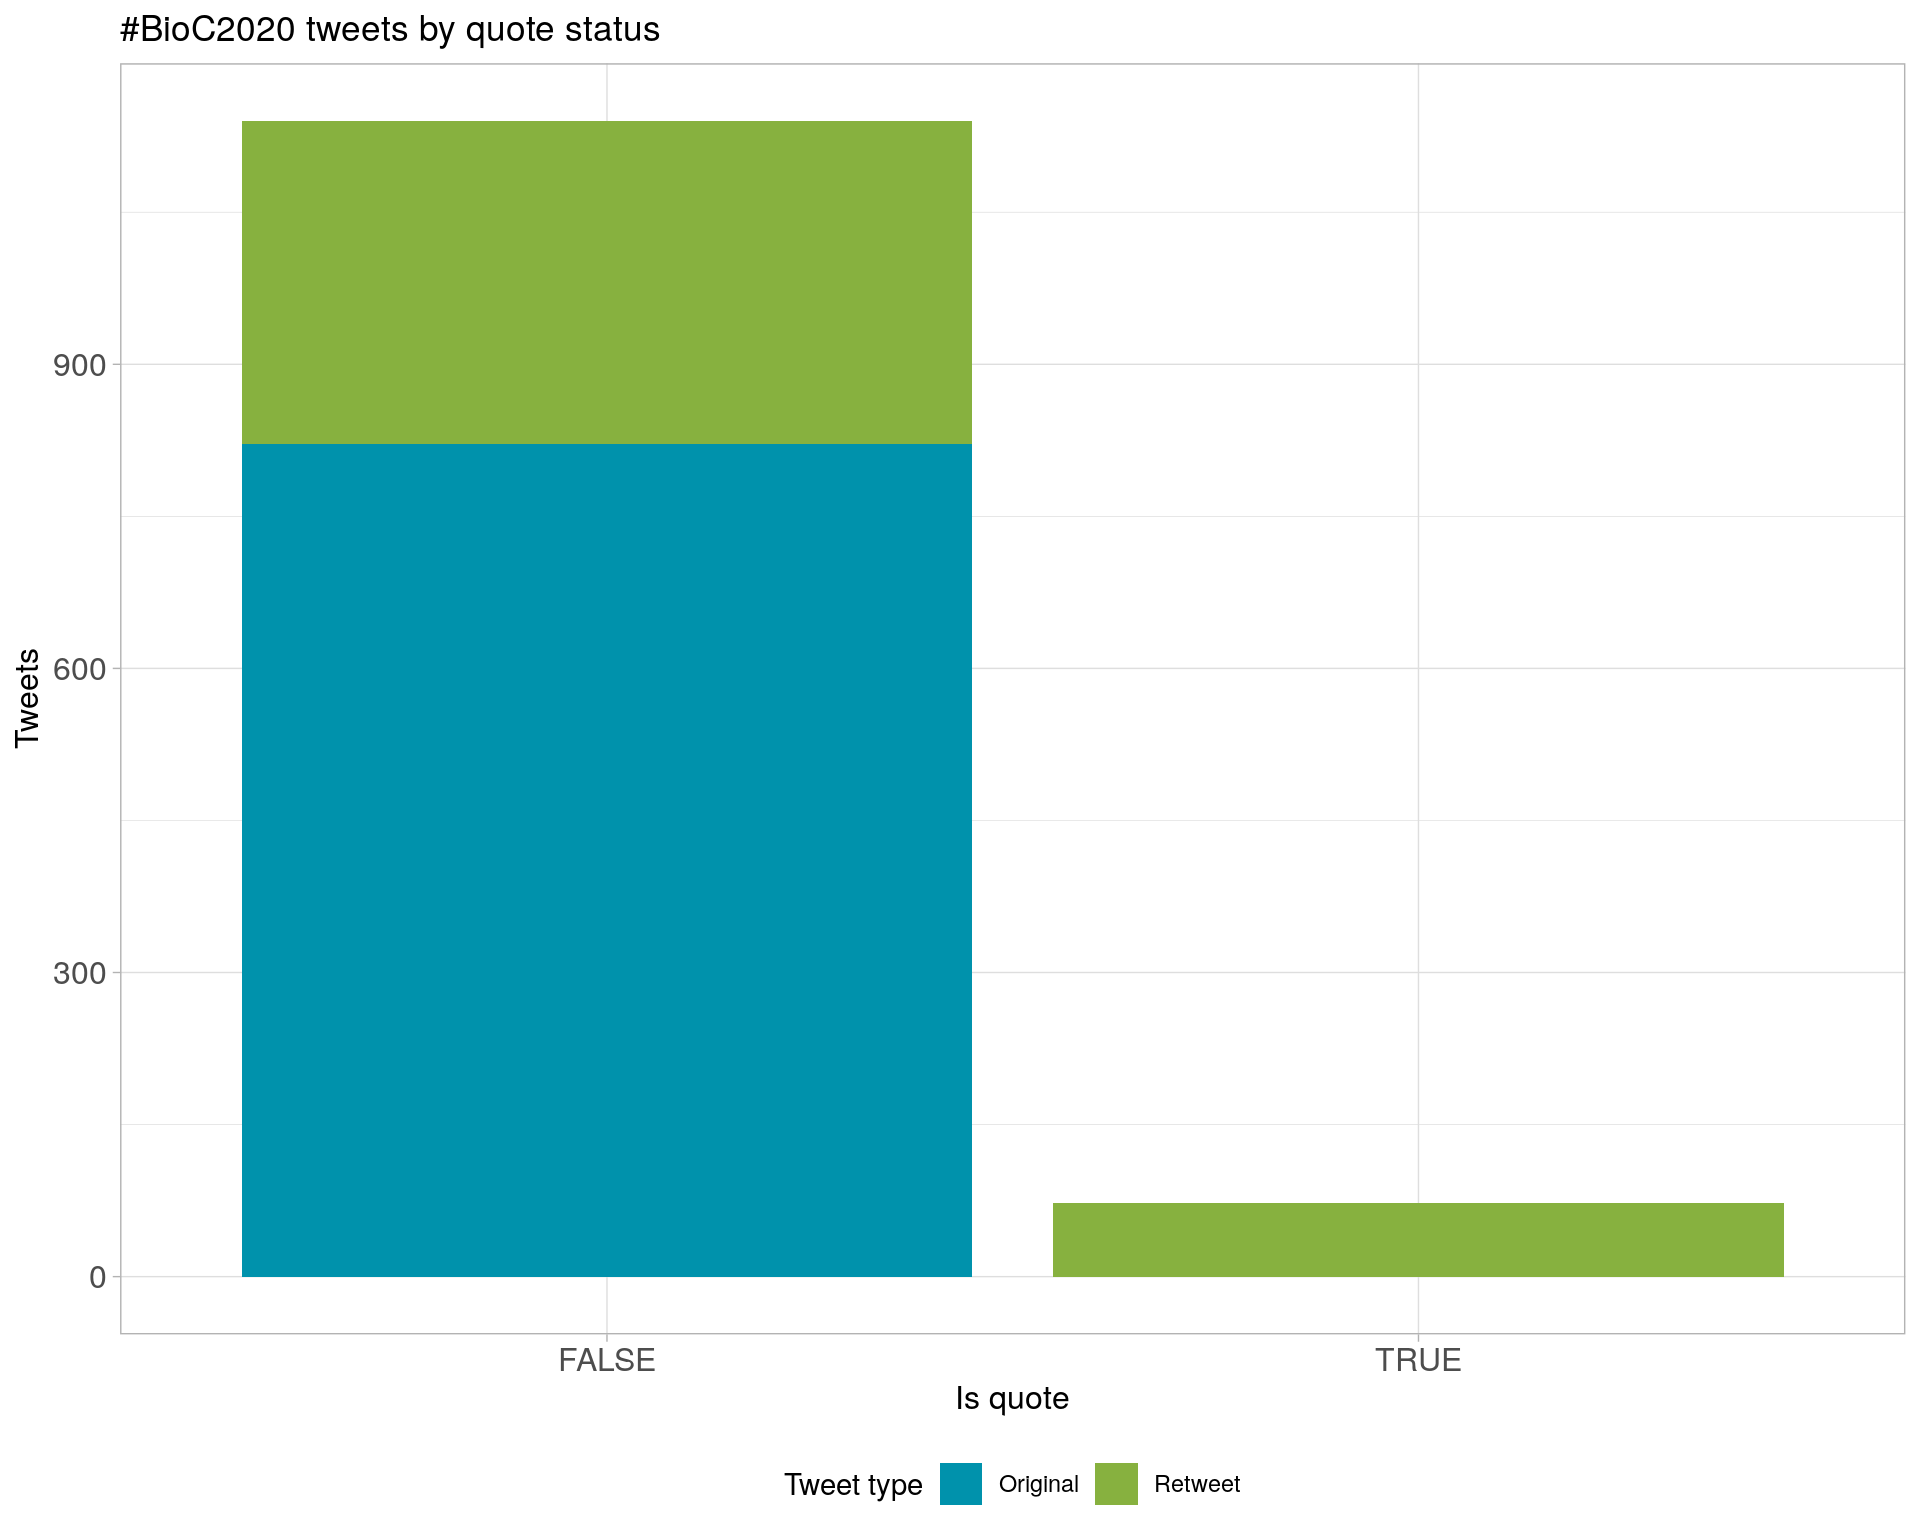 #BioC2020 tweets by quote status
900
600
300
0
Tweets
FALSE TRUE
Is quote
Tweet type Original Retweet